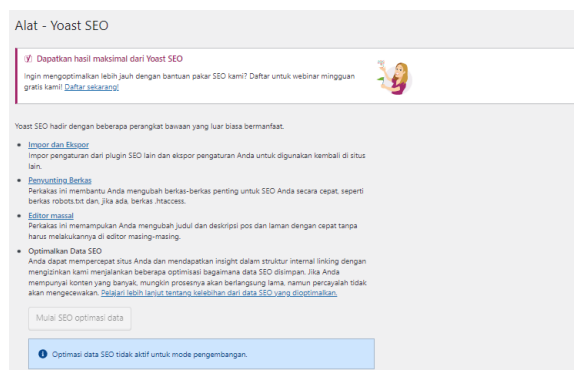 Alat - Yoast SEO
Dapatkan hasil maksimal dari Yoast SEO
Ingin mengoptimalkan lebih jauh dengan bantuan pakar SEO kami? Daftar untuk webinar mingguan
gratis kami! Daftar sekarang!
Yoast SEO hadir dengan beberapa perangkat bawaan yang luar biasa bermanfaat.
Impor dan Ekspor
Impor pengaturan dari plugin SEO lain dan ekspor pengaturan Anda untuk digunakan kembali di situs
lain.
Penyunting Berkas
Perkakas ini membantu Anda mengubah berkas-berkas penting untuk SEO Anda secara cepat, seperti
berkas robots.txt dan, jika ada, berkas .htaccess.
Editor massal
Perkakas ini memampukan Anda mengubah judul dan deskripsi pos dan laman dengan cepat tanpa
harus melakukannya di editor masing-masing.
Optimalkan Data SEO
Anda dapat mempercepat situs Anda dan mendapatkan insight dalam struktur internal linking dengan
mengizinkan kami menjalankan beberapa optimisasi bagaimana data SEO disimpan. Jika Anda
mempunyai konten yang banyak, mungkin prosesnya akan berlangsung lama, namun percayalah tidak
akan mengecewakan. Pelajari lebih lanjut tentang kelebihan dari data SEO yang dioptimalkan.
Mulai SEO optimasi data
Optimasi data SEO tidak aktif untuk mode pengembangan.